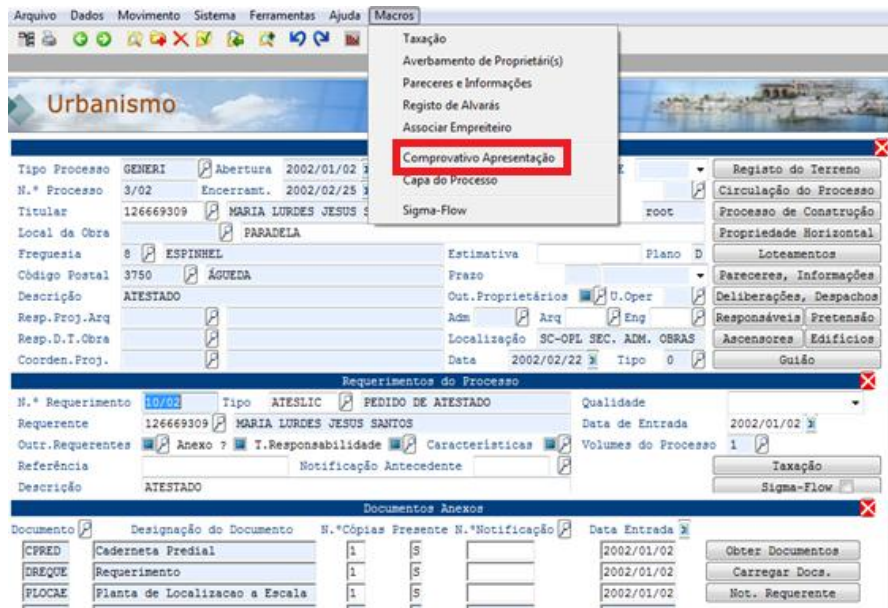 Arquivo Dados Movimento Sistema Ferramentas Ajuda Macros
Taxação
Averbamento de Proprietári(s)
Pareceres e Informações
Registo de Alvarás
Associar Empreiteiro
Comprovativo Apresentação
Capa do Processo
Sigma-Flow
Urbanismo
Tipo Processo GENERI Abertura 2002/01/02 Registo do Terreno
N.º Processo 3/02 Encerramt. 2002/02/25 Circulação do Processo
Titular 126669309 MARIA LURDES JESUS root Processo de Construção
Local da Obra PARADELA Propriedade Horizontal
Freguesia 8 ESPINHEL Estimativa Plano D Loteamentos
Código Postal 3750 ÁGUEDA Prazo Pareceres, Informações
Descrição ATESTADO Out.Proprietários U.Oper Deliberações, Despachos
Resp.Proj.Arq Adm Arq Eng Responsáveis Pretensão
Resp.D.T.Obra Localização SC-OPL SEC. ADM. OBRAS Ascensores Edifícios
Coorden.Proj. Data 2002/02/22 Tipo 0 Guião
Requerimentos do Processo
N.º Requerimento 10/02 Tipo ATESLIC PEDIDO DE ATESTADO Qualidade
Requerente 126669309 MARIA LURDES JESUS SANTOS Data de Entrada 2002/01/02
Outr.Requerentes Anexo ? T.Responsabilidade Características Volumes do Processo 1
Referência Notificação Antecedente Taxação
Descrição ATESTADO Sigma-Flow
Documentos Anexos
Documento Designação do Documento N.ºCópias Presente N.ºNotificação Data Entrada
CPRED Caderneta Predial 1 S 2002/01/02 Obter Documentos
DREQUE Requerimento 1 S 2002/01/02 Carregar Docs.
PLOCAE Planta de Localizacao a Escala 1 S 2002/01/02 Not. Requerente